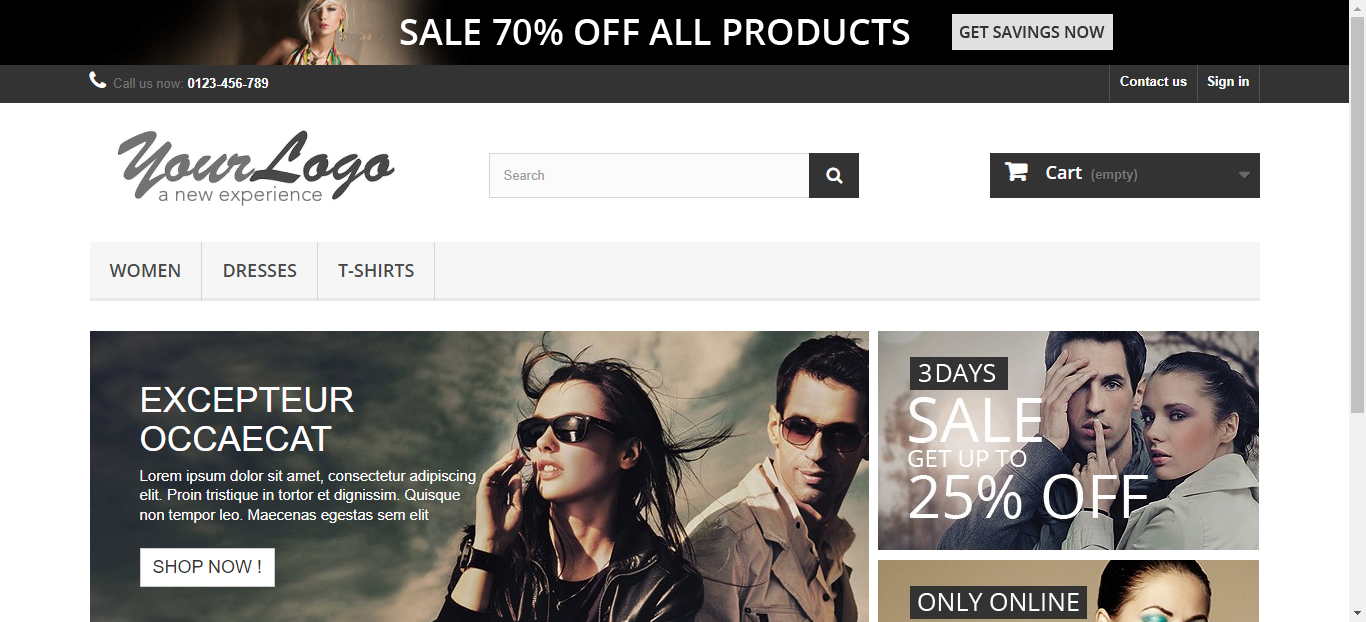 SALE 70% OFF ALL PRODUCTS
GET SAVINGS NOW
Call us now: 0123-456-789
Contact us
Sign in
YourLogo
a new experience
Search
Cart (empty)
WOMEN
DRESSES
T-SHIRTS
EXCEPTEUR
OCCAECAT
Lorem ipsum dolor sit amet, consectetur adipiscing
elit. Proin tristique in tortor et dignissim. Quisque
non tempor leo. Maecenas egestas sem elit
SHOP NOW !
3 DAYS
SALE
GET UP TO
25% OFF
ONLY ONLINE